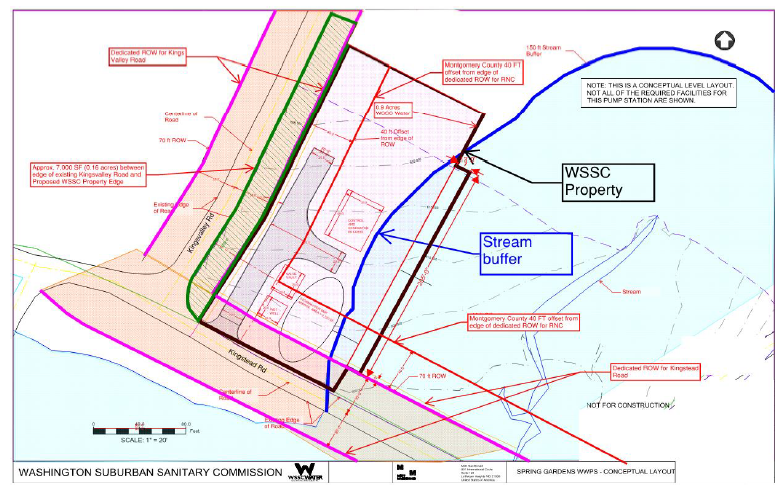 Dedicated ROW for Kings
Valley Road
Montgomery County 40 FT
offset from edge of
dedicated ROW for RNC
150 ft Stream
Buffer
NOTE: THIS IS A CONCEPTUAL LEVEL LAYOUT.
NOT ALL OF THE REQUIRED FACILITIES FOR
THIS PUMP STATION ARE SHOWN.
Centerline of
Road
70 ft ROW
40 ft Offset
from edge of
ROW
Approx. 7,000 SF (0.16 acres) between
edge of existing Kingsvalley Road and
Proposed WSSC Property Edge
WSSC
Property
Existing Edge
of Road
Kingsvalley Rd
Stream
buffer
Stream
Montgomery County 40 FT offset from
edge of dedicated ROW for RNC
Kingstead Rd
70 ft ROW
Dedicated ROW for Kingstead
Road
Centerline of
Road
Existing Edge
of Road
NOT FOR CONSTRUCTION
Feet
SCALE: 1" = 20'
WASHINGTON SUBURBAN SANITARY COMMISSION
WSSC WATER
SPRING GARDENS WWPS - CONCEPTUAL LAYOUT